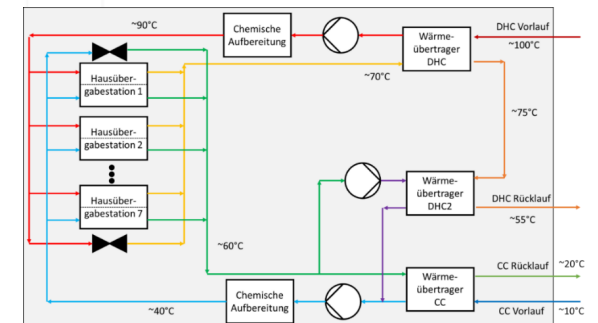 ~90°C
Chemische
Aufbereitung
Wärme-
übertrager
DHC
DHC Vorlauf
~100°C
Hausüber-
gabestation 1
~70°C
~75°C
Hausüber-
gabestation 2
Hausüber-
gabestation 7
Wärme-
übertrager
DHC2
DHC Rücklauf
~55°C
~60°C
CC Rücklauf
~20°C
Wärme-
übertrager
CC
Chemische
Aufbereitung
~40°C
CC Vorlauf
~10°C